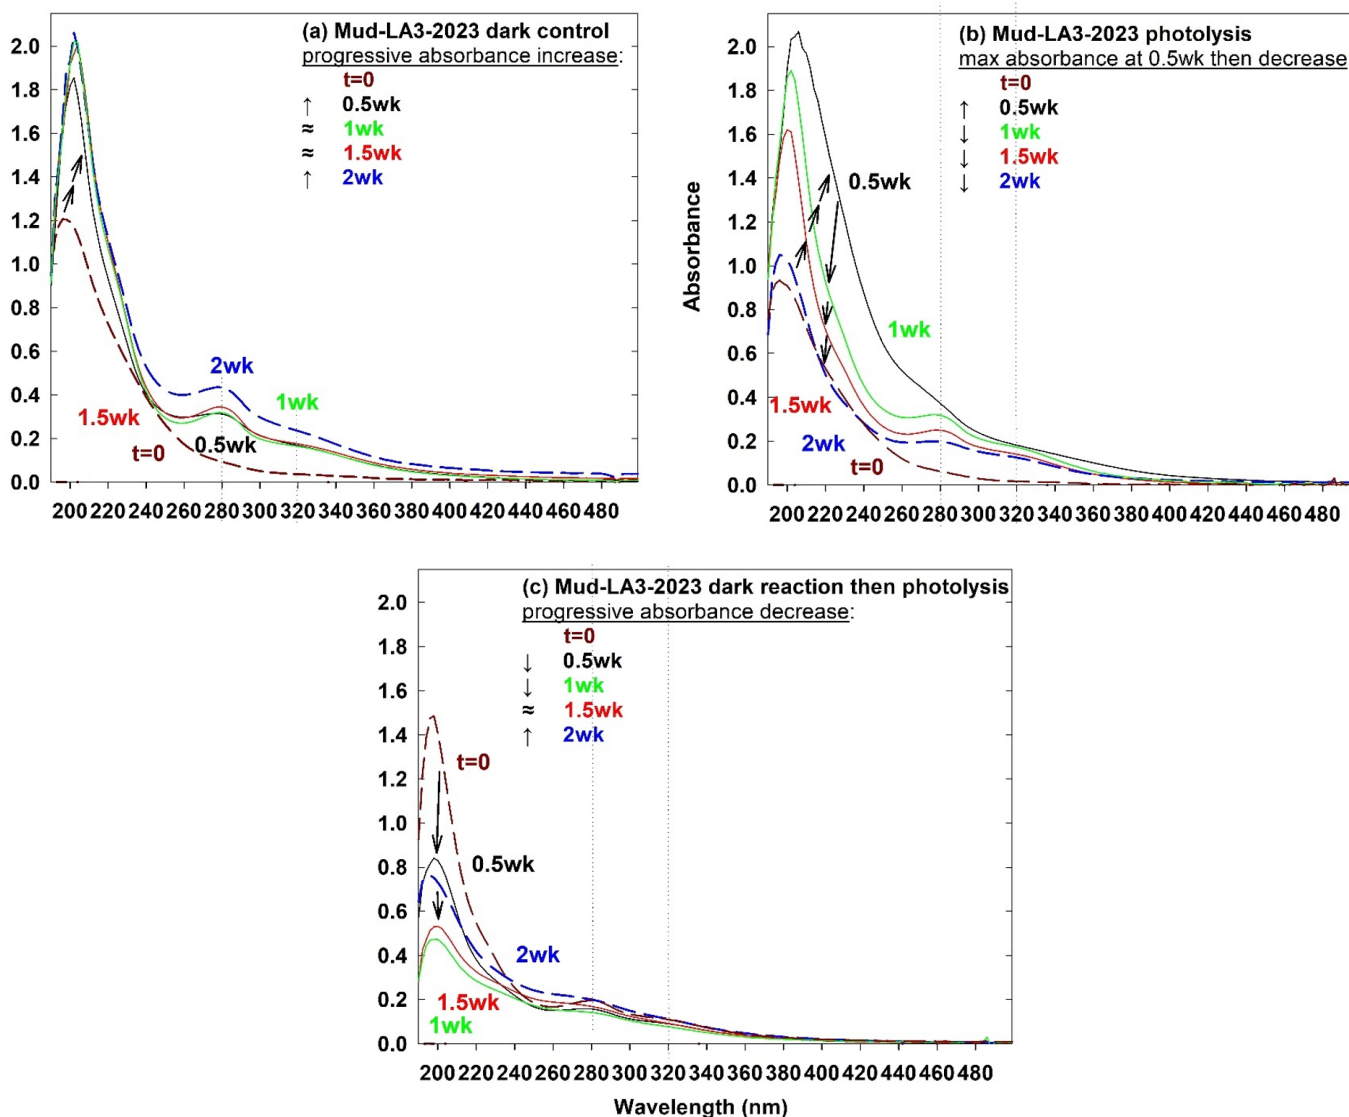 (a) Mud-LA3-2023 dark control
progressive absorbance increase:
t=0
↑ 0.5wk
≈ 1wk
≈ 1.5wk
↑ 2wk
2.0
1.8
1.6
1.4
1.2
1.0
0.8
0.6
0.4
0.2
0.0
2wk
1wk
1.5wk
0.5wk
t=0
200 220 240 260 280 300 320 340 360 380 400 420 440 460 480
(b) Mud-LA3-2023 photolysis
max absorbance at 0.5wk then decrease
t=0
↑ 0.5wk
↓ 1wk
↓ 1.5wk
↓ 2wk
Absorbance
2.0
1.8
1.6
1.4
1.2
1.0
0.8
0.6
0.4
0.2
0.0
0.5wk
1wk
1.5wk
2wk
t=0
200 220 240 260 280 300 320 340 360 380 400 420 440 460 480
(c) Mud-LA3-2023 dark reaction then photolysis
progressive absorbance decrease:
t=0
↓ 0.5wk
↓ 1wk
≈ 1.5wk
↑ 2wk
2.0
1.8
1.6
1.4
1.2
1.0
0.8
0.6
0.4
0.2
0.0
t=0
0.5wk
2wk
1.5wk
1wk
200 220 240 260 280 300 320 340 360 380 400 420 440 460 480
Wavelength (nm)